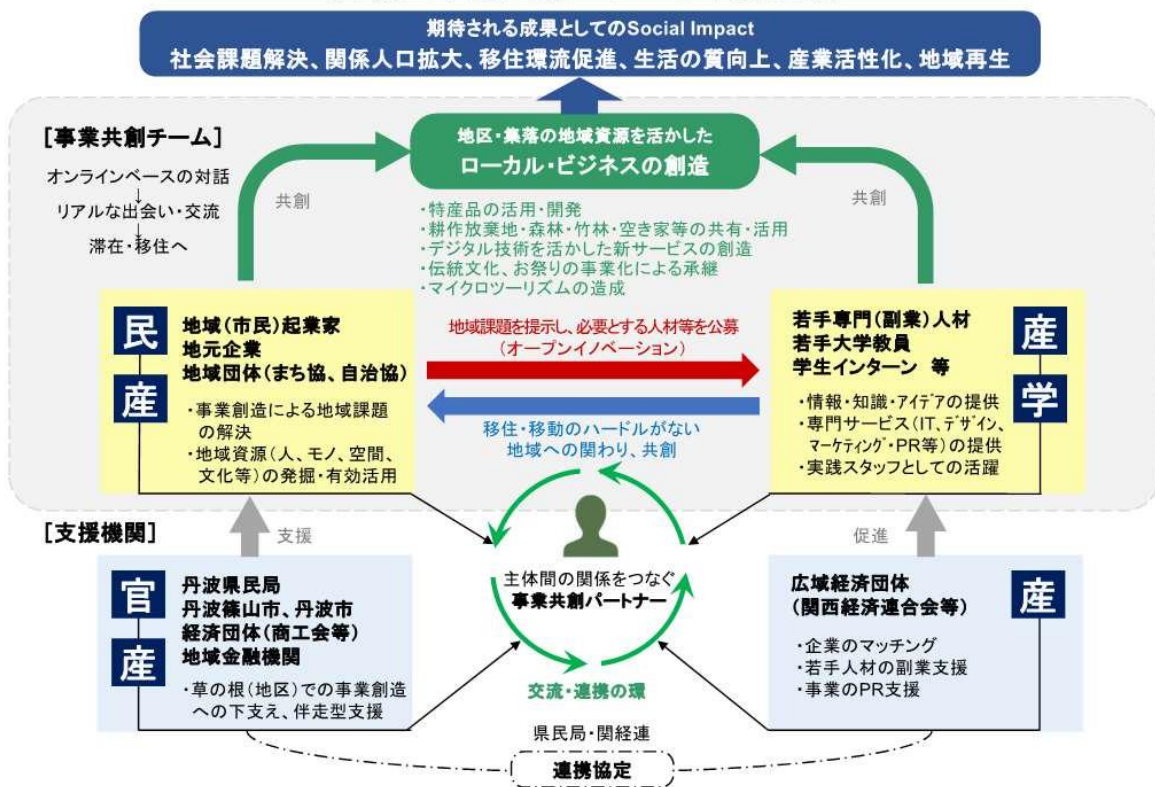 期待される成果としてのSocial Impact
社会課題解決、関係人口拡大、移住環流促進、生活の質向上、産業活性化、地域再生
[事業共創チーム]
オンラインベースの対話
リアルな出会い・交流
滞在・移住へ
共創
地区・集落の地域資源を活かした
ローカル・ビジネスの創造
共創
・特産品の活用・開発
・耕作放棄地・森林・竹林・空き家等の共有・活用
・デジタル技術を活かした新サービスの創造
・伝統文化、お祭りの事業化による承継
・マイクロツーリズムの造成
民
産
地域(市民)起業家
地元企業
地域団体(まち協、自治協)
・事業創造による地域課題
の解決
・地域資源(人、モノ、空間、
文化等)の発掘・有効活用
地域課題を提示し、必要とする人材等を公募
(オープンイノベーション)
移住・移動のハードルがない
地域への関わり、共創
若手専門(副業)人材
若手大学教員
学生インターン 等
・情報・知識・アイデアの提供
・専門サービス(IT、デザイン、
マーケティング・PR等)の提供
・実践スタッフとしての活躍
産
学
[支援機関]
支援
促進
主体間の関係をつなぐ
事業共創パートナー
交流・連携の環
官
産
丹波県民局
丹波篠山市、丹波市
経済団体(商工会等)
地域金融機関
・草の根(地区)での事業創造
への下支え、伴走型支援
広域経済団体
(関西経済連合会等)
・企業のマッチング
・若手人材の副業支援
・事業のPR支援
産
県民局・関経連
連携協定